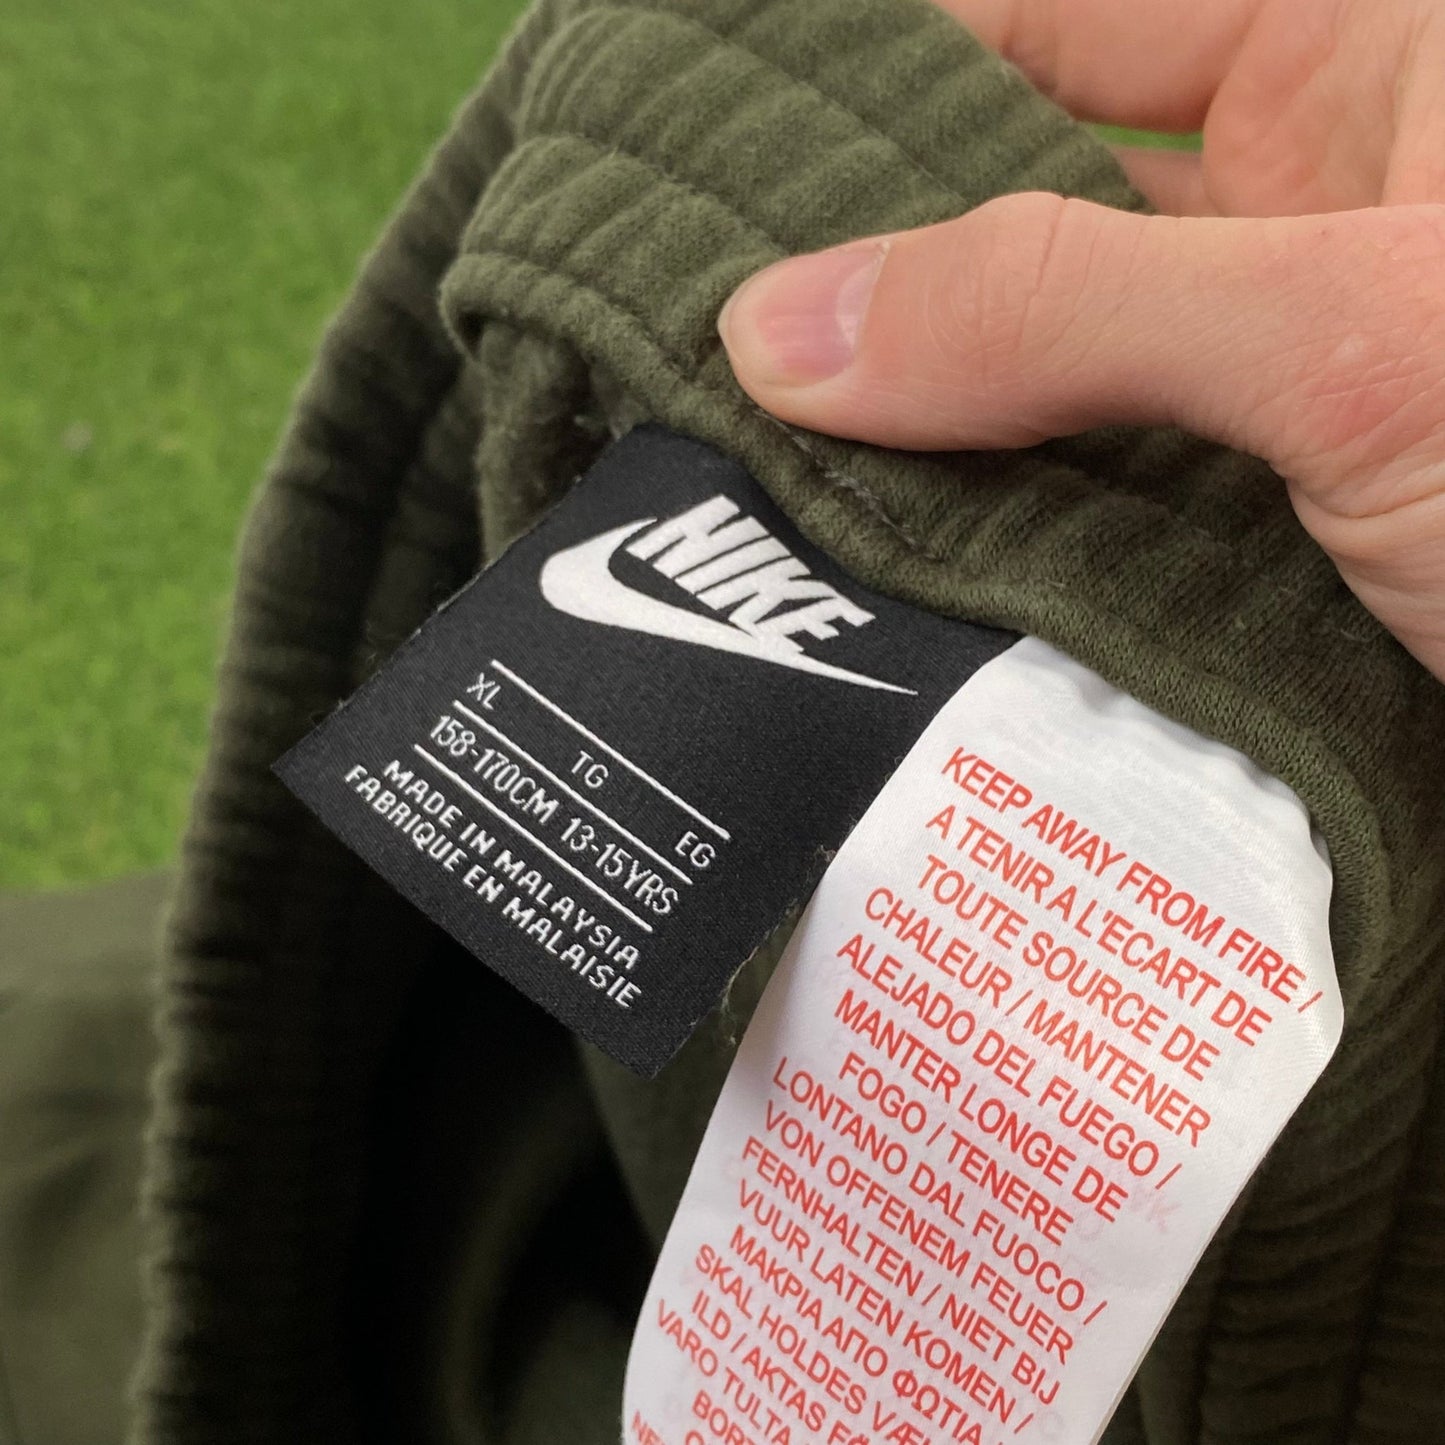 NIKE
XL TG EG
158-170CM 13-15YRS
MADE IN MALAYSIA
FABRIQUE EN MALAISIE
KEEP AWAY FROM FIRE /
A TENIR A L'ECART DE
TOUTE SOURCE DE
CHALEUR / MANTENER
ALEJADO DEL FUEGO /
MANTER LONGE DE
FOGO / TENERE
LONTANO DAL FUOCO /
VON OFFENEM FEUER
FERNHALTEN / NIET BIJ
VUUR LATEN KOMEN /
ΜΑΚΡΙΑ ΑΠΟ ΦΩΤΙΑ /
SKAL HOLDES VÆK
ILD / AKTAS
VARO TULTA